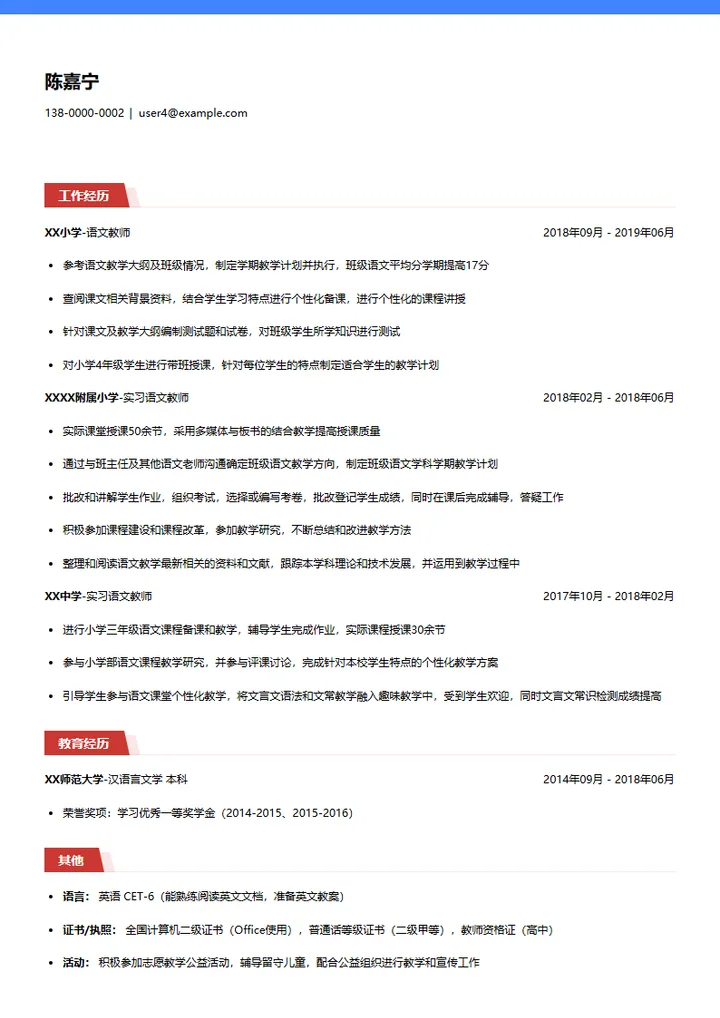 陈嘉宁
138-0000-0002 | user4@example.com
工作经历
XX小学-语文教师 2018年09月 - 2019年06月
• 参考语文教学大纲及班级情况，制定学期教学计划并执行，班级语文平均分学期提高17分
• 查阅课文相关背景资料，结合学生学习特点进行个性化备课，进行个性化的课程讲授
• 针对课文及教学大纲编制测试题和试卷，对班级学生所学知识进行测试
• 对小学4年级学生进行带班授课，针对每位学生的特点制定适合学生的教学计划
XXXX附属小学-实习语文教师 2018年02月 - 2018年06月
• 实际课堂授课50余节，采用多媒体与板书的结合教学提高授课质量
• 通过与班主任及其他语文老师沟通确定班级语文教学方向，制定班级语文学科学期教学计划
• 批改和讲解学生作业，组织考试，选择或编写考卷，批改登记学生成绩，同时在课后完成辅导，答疑工作
• 积极参加课程建设和课程改革，参加教学研究，不断总结和改进教学方法
• 整理和阅读语文教学最新相关的资料和文献，跟踪本学科理论和技术发展，并运用到教学过程中
XX中学-实习语文教师 2017年10月 - 2018年02月
• 进行小学三年级语文课程备课和教学，辅导学生完成作业，实际课程授课30余节
• 参与小学部语文课程教学研究，并参与评课讨论，完成针对本校学生特点的个性化教学方案
• 引导学生参与语文课堂个性化教学，将文言文语法和文常教学融入趣味教学中，受到学生欢迎，同时文言文常识检测成绩提高
教育经历
XX师范大学-汉语言文学 本科 2014年09月 - 2018年06月
• 荣誉奖项：学习优秀一等奖学金（2014-2015、2015-2016）
其他
• 语言： 英语 CET-6（能熟练阅读英文文档，准备英文教案）
• 证书/执照： 全国计算机二级证书（Office使用），普通话等级证书（二级甲等），教师资格证（高中）
• 活动： 积极参加志愿教学公益活动，辅导留守儿童，配合公益组织进行教学和宣传工作